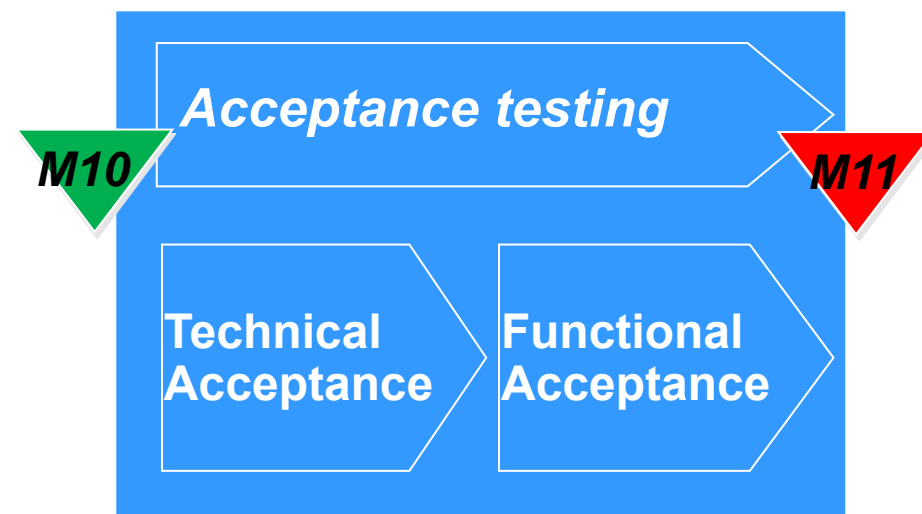 Acceptance testing
M10
M11
Technical
Acceptance
Functional
Acceptance